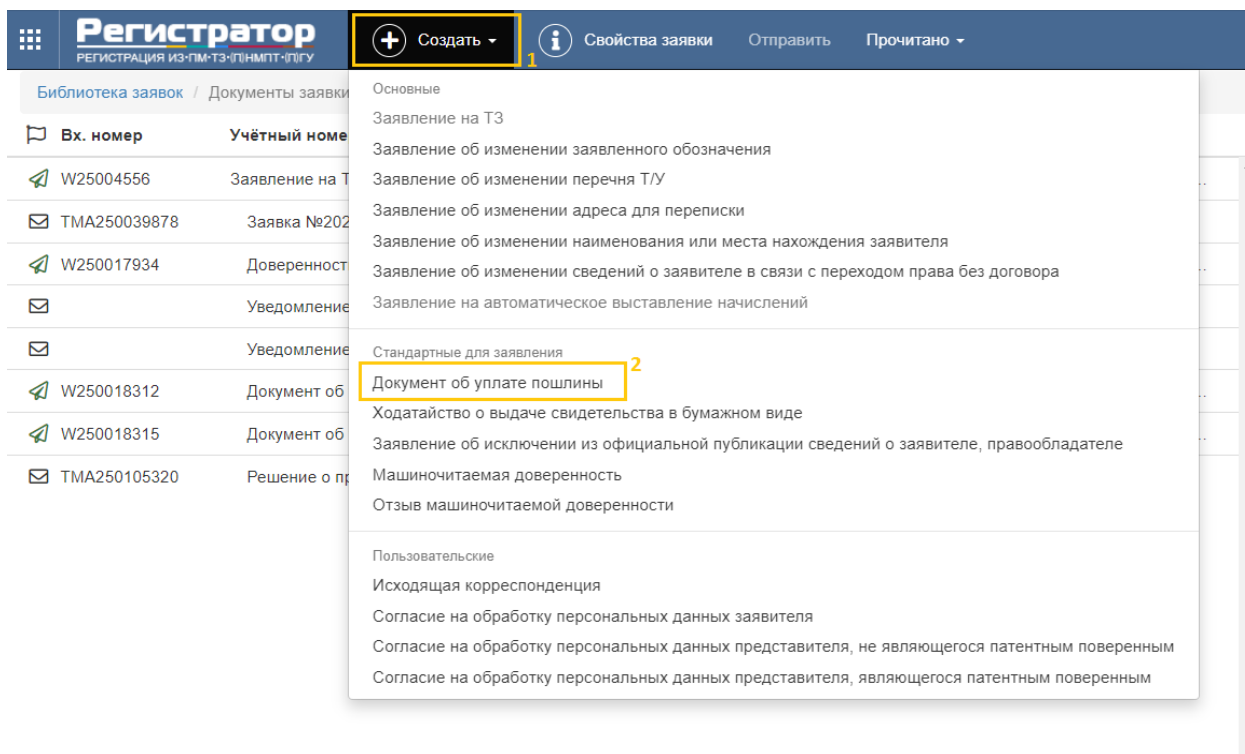 Регистратор
РЕГИСТРАЦИЯ ИЗ•ПМ•ТЗ•(П)НМПТ•(П)ГУ
Создать
1
Свойства заявки
Отправить
Прочитано
Библиотека заявок / Документы заявки
Вх. номер Учётный номе
W25004556 Заявление на Т
TMA250039878 Заявка №202
W250017934 Доверенност
Уведомление
Уведомление
W250018312 Документ об
W250018315 Документ об
TMA250105320 Решение о пр
Основные
Заявление на ТЗ
Заявление об изменении заявленного обозначения
Заявление об изменении перечня Т/У
Заявление об изменении адреса для переписки
Заявление об изменении наименования или места нахождения заявителя
Заявление об изменении сведений о заявителе в связи с переходом права без договора
Заявление на автоматическое выставление начислений
Стандартные для заявления
2
Документ об уплате пошлины
Ходатайство о выдаче свидетельства в бумажном виде
Заявление об исключении из официальной публикации сведений о заявителе, правообладателе
Машиночитаемая доверенность
Отзыв машиночитаемой доверенности
Пользовательские
Исходящая корреспонденция
Согласие на обработку персональных данных заявителя
Согласие на обработку персональных данных представителя, не являющегося патентным поверенным
Согласие на обработку персональных данных представителя, являющегося патентным поверенным